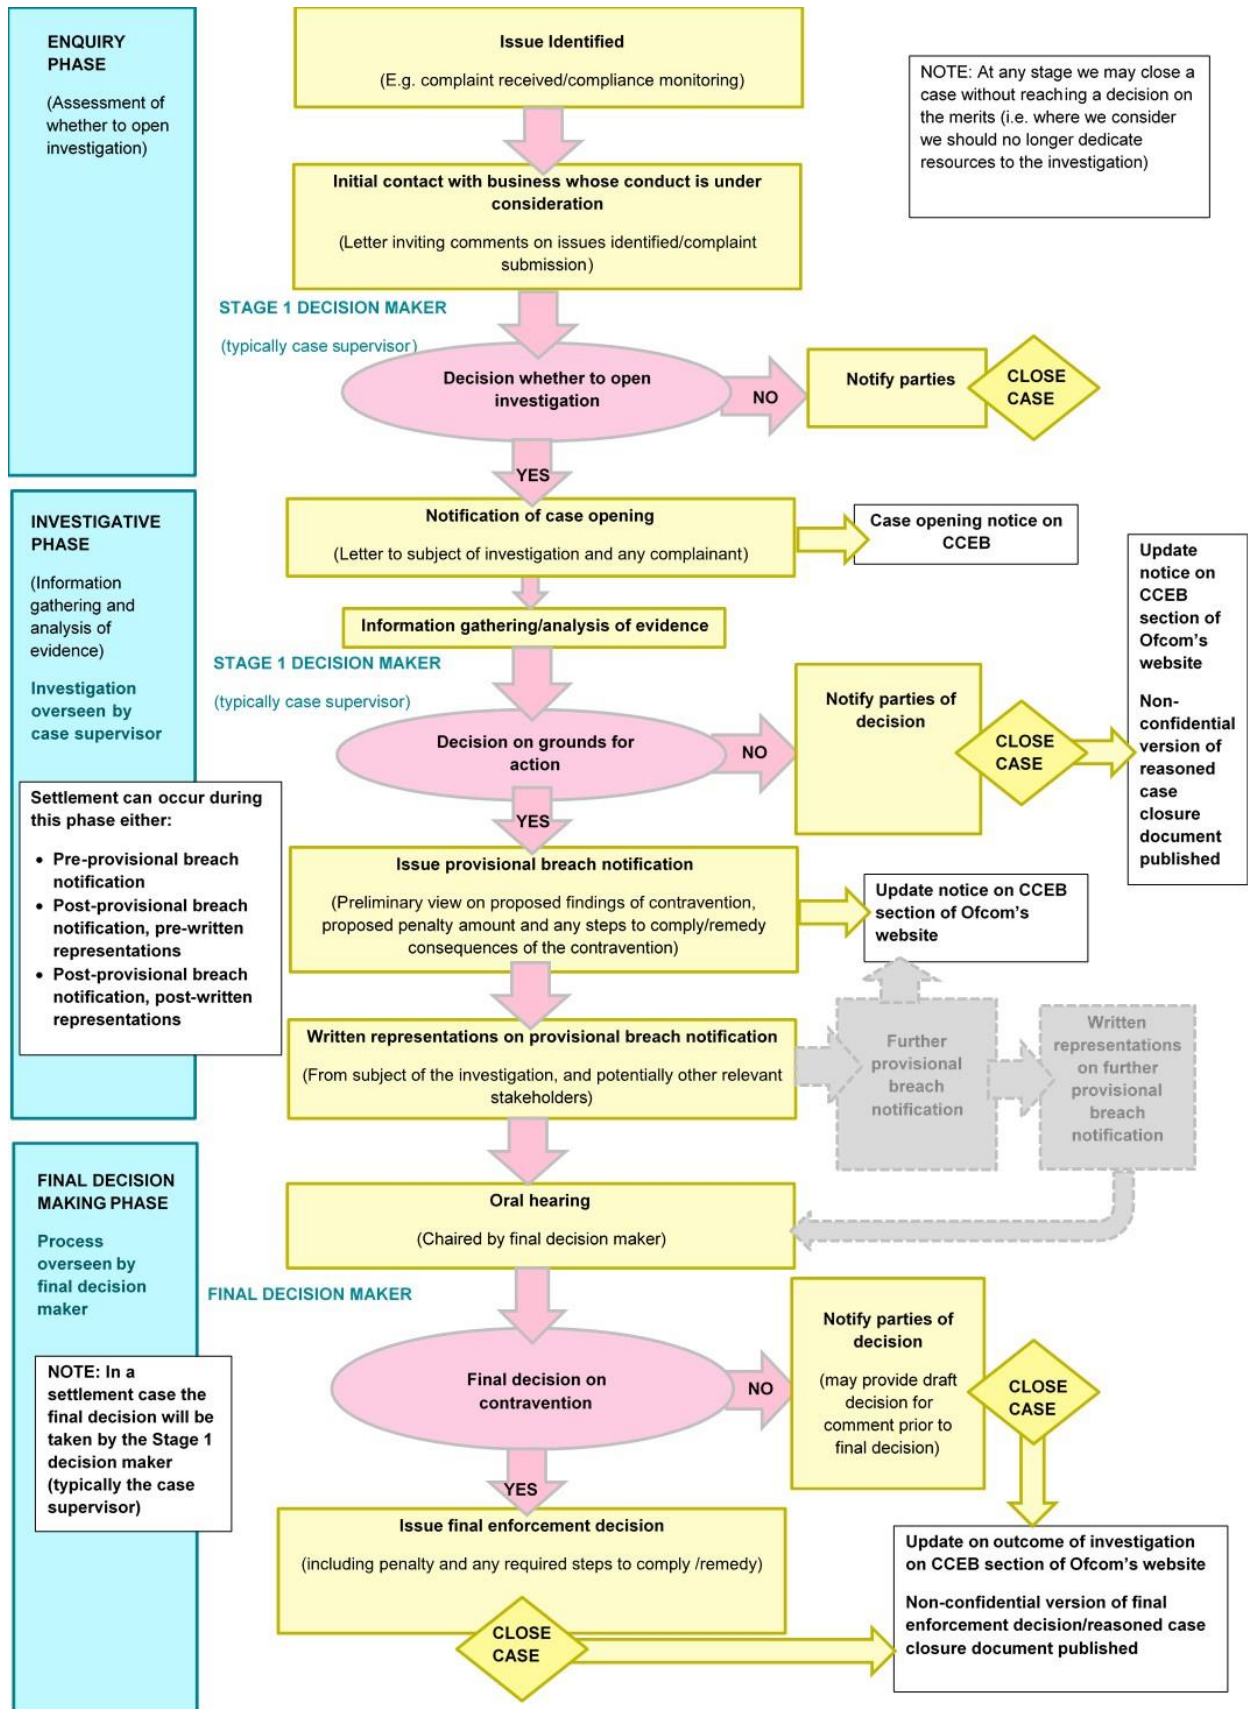 ENQUIRY
PHASE
(Assessment of
whether to open
investigation)
Issue Identified
(E.g. complaint received/compliance monitoring)
NOTE: At any stage we may close a
case without reaching a decision on
the merits (i.e. where we consider
we should no longer dedicate
resources to the investigation)
Initial contact with business whose conduct is under
consideration
(Letter inviting comments on issues identified/complaint
submission)
STAGE 1 DECISION MAKER
(typically case supervisor)
Decision whether to open
investigation
NO
Notify parties
CLOSE
CASE
YES
INVESTIGATIVE
PHASE
(Information
gathering and
analysis of
evidence)
Investigation
overseen by
case supervisor
Notification of case opening
(Letter to subject of investigation and any complainant)
Case opening notice on
CCEB
Information gathering/analysis of evidence
STAGE 1 DECISION MAKER
(typically case supervisor)
Decision on grounds for
action
NO
Notify parties
of decision
CLOSE
CASE
Update
notice on
CCEB
section of
Ofcom's
website
Non-
confidential
version of
reasoned
case
closure
document
published
YES
Settlement can occur during
this phase either:
• Pre-provisional breach
notification
• Post-provisional breach
notification, pre-written
representations
• Post-provisional breach
notification, post-written
representations
Issue provisional breach notification
(Preliminary view on proposed findings of contravention,
proposed penalty amount and any steps to comply/remedy
consequences of the contravention)
Update notice on CCEB
section of Ofcom's
website
Written representations on provisional breach notification
(From subject of the investigation, and potentially other relevant
stakeholders)
Further
provisional
breach
notification
Written
representations
on further
provisional
breach
notification
FINAL DECISION
MAKING PHASE
Process
overseen by
final decision
maker
Oral hearing
(Chaired by final decision maker)
FINAL DECISION MAKER
NOTE: In a
settlement case the
final decision will be
taken by the Stage 1
decision maker
(typically the case
supervisor)
Final decision on
contravention
NO
Notify parties of
decision
(may provide draft
decision for
comment prior to
final decision)
CLOSE
CASE
YES
Issue final enforcement decision
(including penalty and any required steps to comply /remedy)
CLOSE
CASE
Update on outcome of investigation
on CCEB section of Ofcom's website
Non-confidential version of final
enforcement decision/reasoned case
closure document published